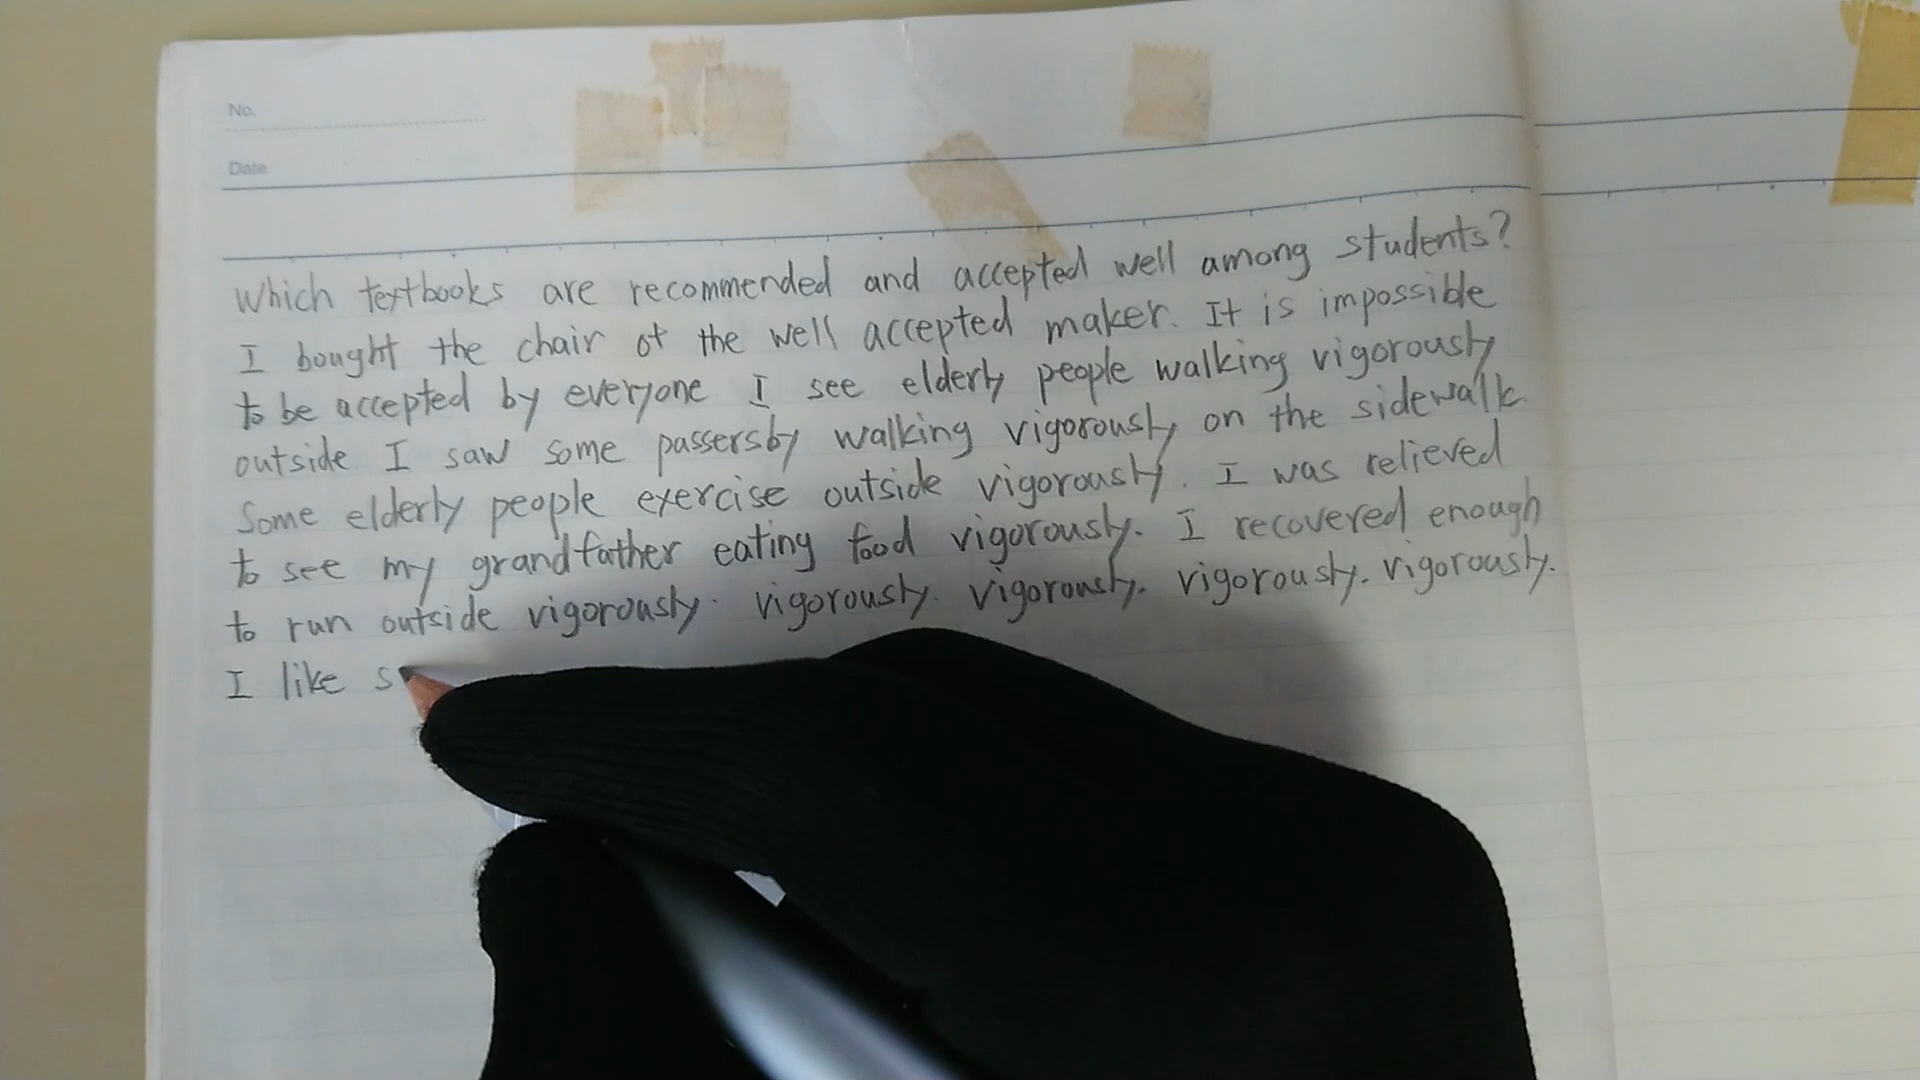 No.
Date
Which textbooks are recommended and accepted well among students?
I bought the chair of the well accepted maker. It is impossible
to be accepted by everyone I see elderly people walking vigorously
outside I saw some passersby walking vigorously on the sidewalk.
Some elderly people exercise outside vigorously. I was relieved
to see my grandfather eating food vigorously. I recovered enough
to run outside vigorously. vigorously. vigorously. vigorously. vigorously.
I like s